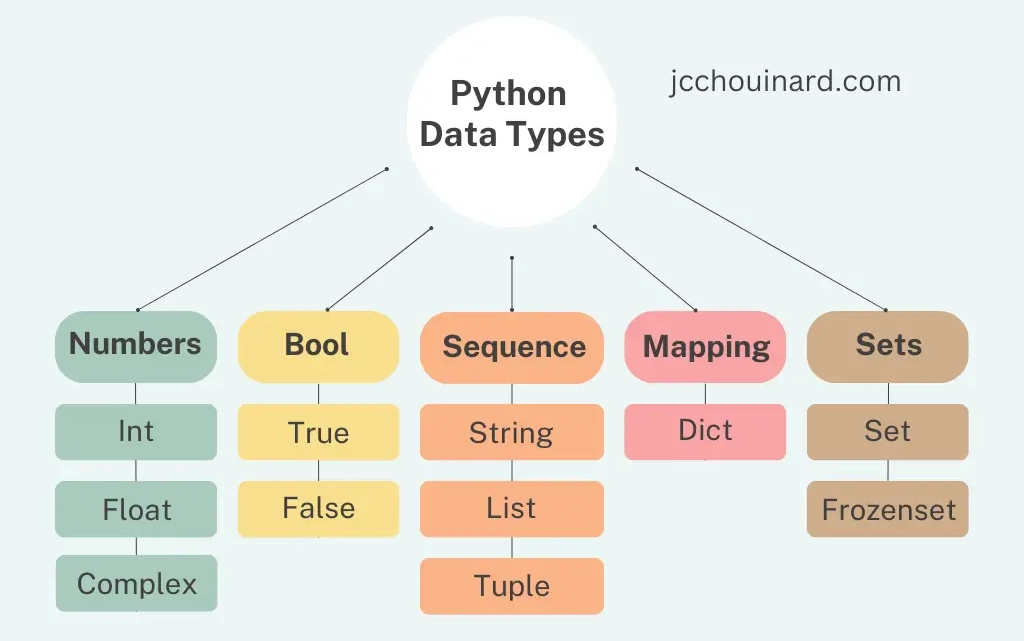 Python
Data Types
jcchouinard.com
Numbers
Bool
Sequence
Mapping
Sets
Int
True
String
Dict
Set
Float
False
List
Frozenset
Complex
Tuple